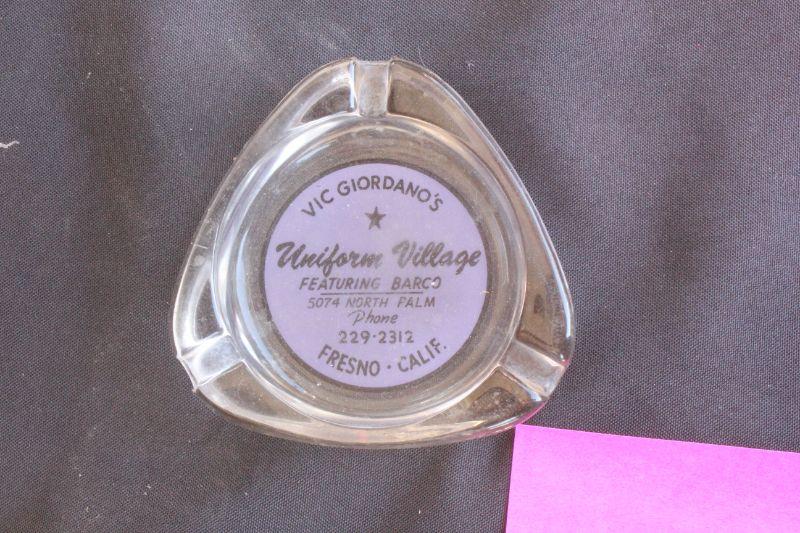 VIC GIORDANO'S
Uniform Village
FEATURING BARCO
5074 NORTH PALM
Phone
229-2312
FRESNO • CALIF.